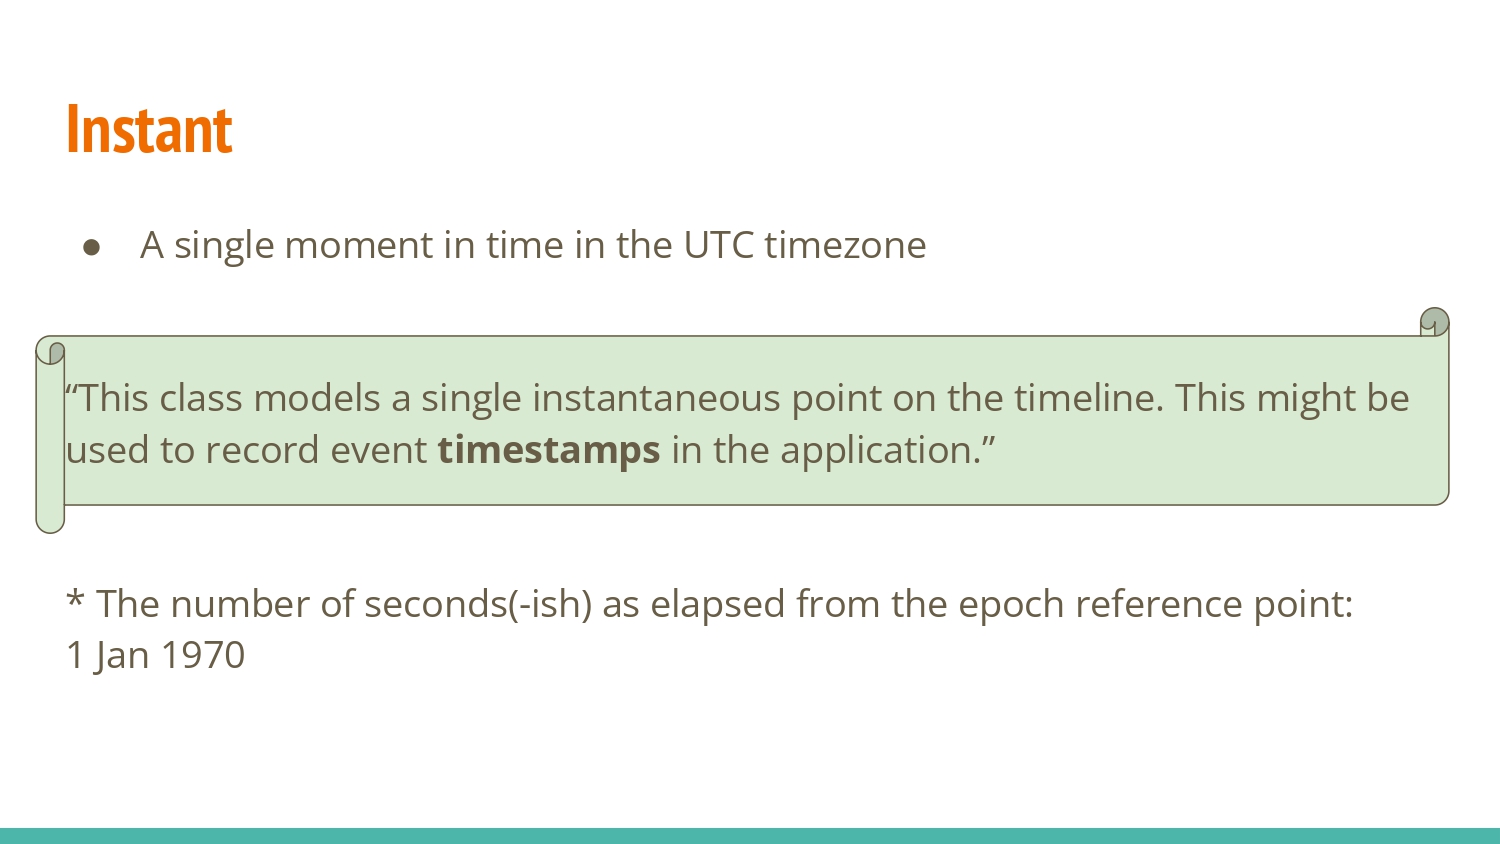 Instant
● A single moment in time in the UTC timezone
“This class models a single instantaneous point on the timeline. This might be
used to record event timestamps in the application.”
* The number of seconds(-ish) as elapsed from the epoch reference point:
1 Jan 1970